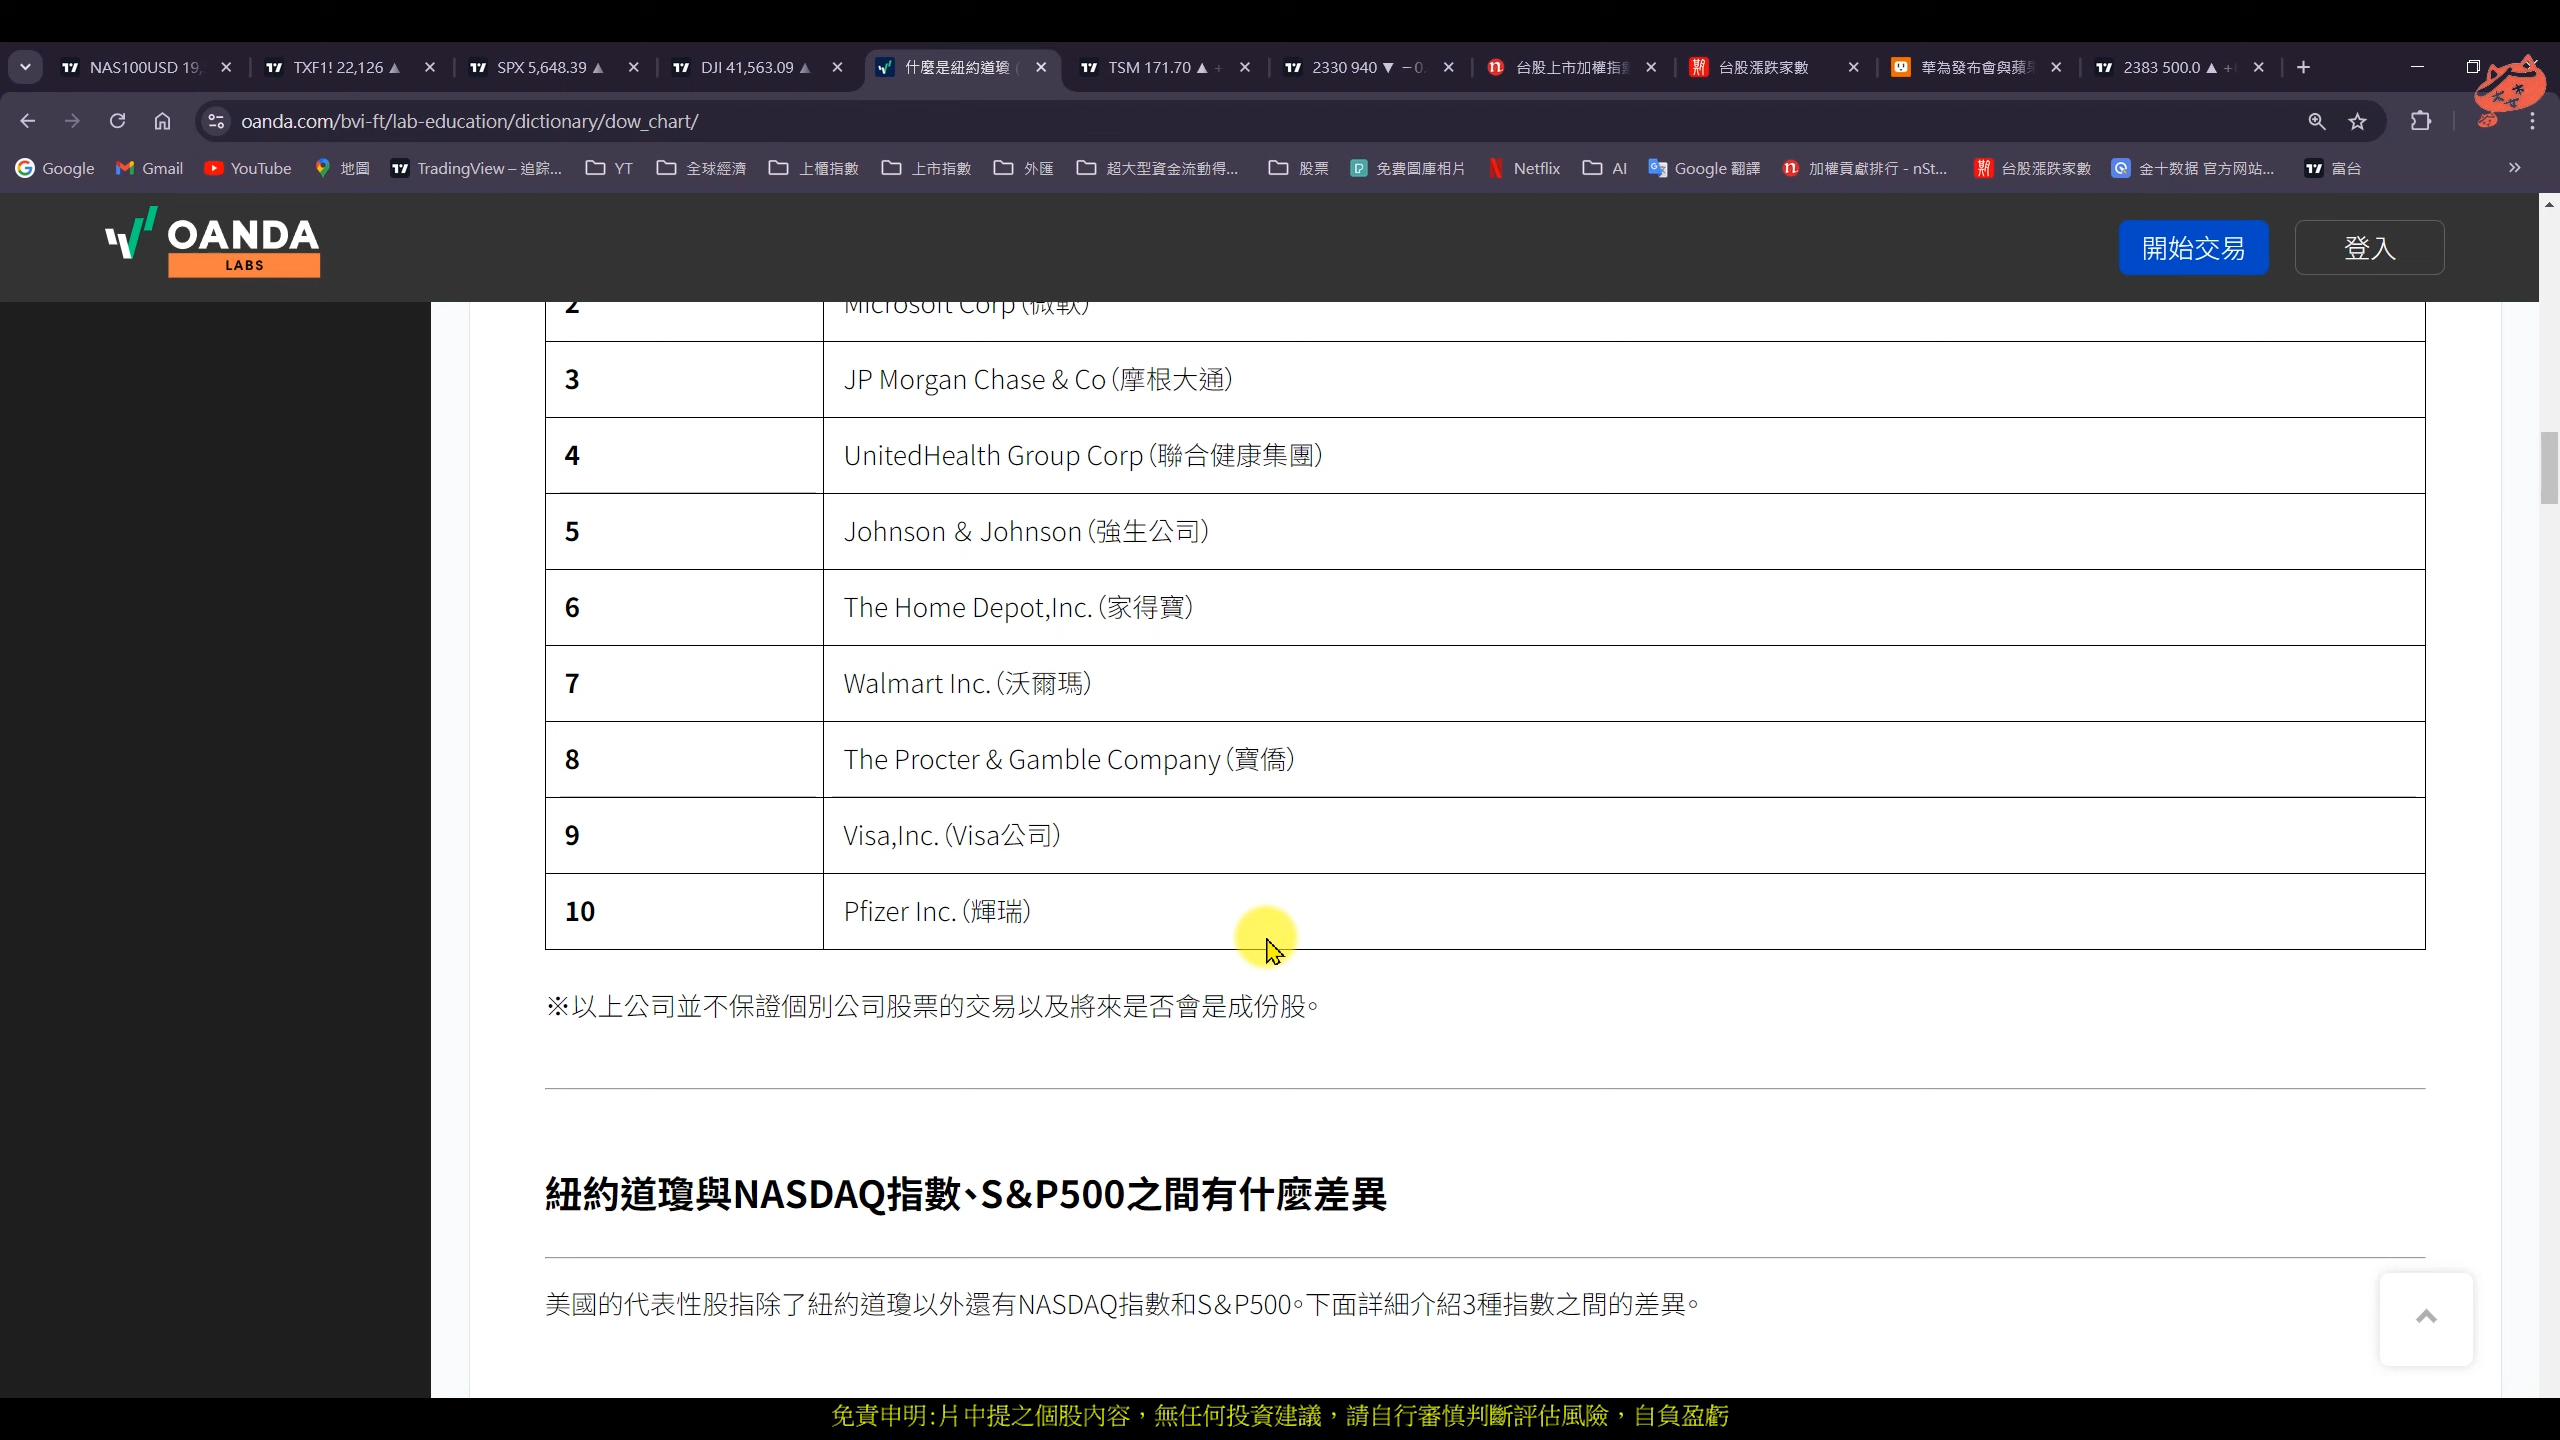 NAS100USD 19,
TXF1! 22,126 ▲
SPX 5,648.39 ▲
DJI 41,563.09 ▲
什麼是紐約道瓊 (
TSM 171.70 ▲ +
2330 940 ▼ −0.
台股上市加權指
台股漲跌家數
華為發布會與蘋
2383 500.0 ▲ +
oanda.com/bvi-ft/lab-education/dictionary/dow_chart/
Google
Gmail
YouTube
地圖
TradingView – 追踪...
YT
全球經濟
上櫃指數
上市指數
外匯
超大型資金流動得...
股票
免費圖庫相片
Netflix
AI
Google 翻譯
加權貢獻排行 - nSt...
台股漲跌家數
金十数据 官方网站...
富台
OANDA
LABS
開始交易
登入
2 Microsoft Corp（微軟）
3 JP Morgan Chase & Co（摩根大通）
4 UnitedHealth Group Corp（聯合健康集團）
5 Johnson & Johnson（強生公司）
6 The Home Depot,Inc.（家得寶）
7 Walmart Inc.（沃爾瑪）
8 The Procter & Gamble Company（寶僑）
9 Visa,Inc.（Visa公司）
10 Pfizer Inc.（輝瑞）
※以上公司並不保證個別公司股票的交易以及將來是否會是成份股。
紐約道瓊與NASDAQ指數、S&P500之間有什麼差異
美國的代表性股指除了紐約道瓊以外還有NASDAQ指數和S&P500。下面詳細介紹3種指數之間的差異。
免責申明:片中提之個股內容，無任何投資建議，請自行審慎判斷評估風險，自負盈虧